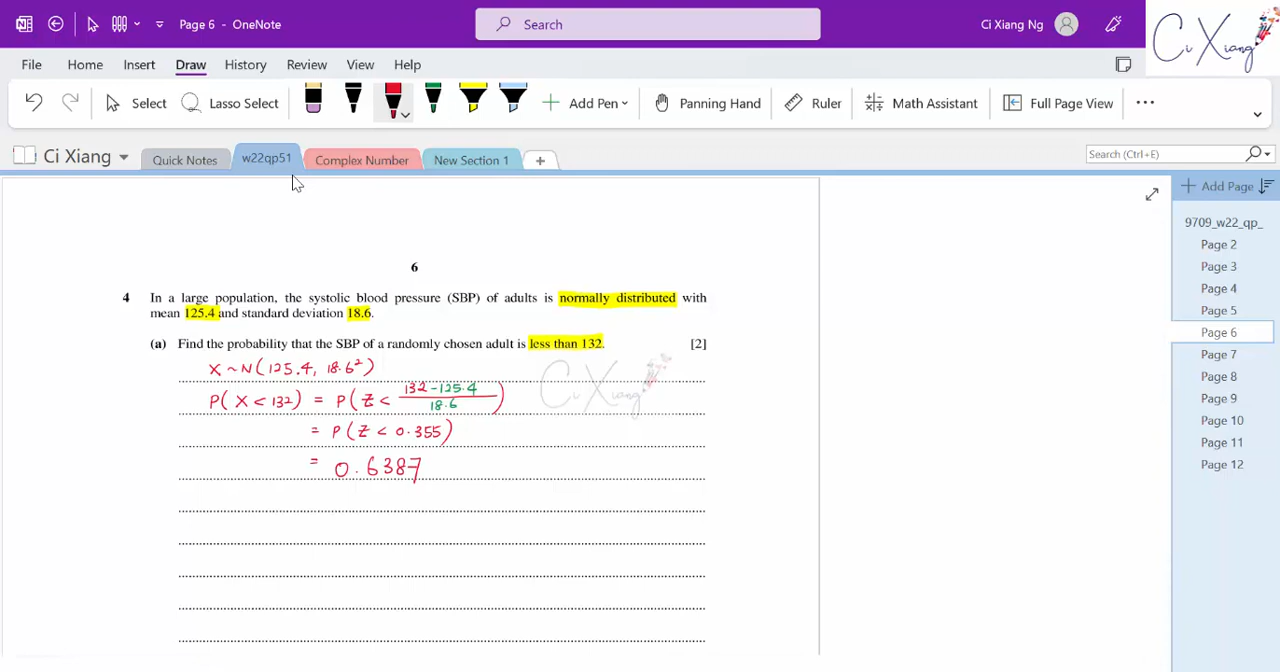 Page 6 - OneNote
Search
Ci Xiang Ng
Ci Xiang
File Home Insert Draw History Review View Help
Select Lasso Select Add Pen Panning Hand Ruler Math Assistant Full Page View
Ci Xiang Quick Notes w22qp51 Complex Number New Section 1 Search (Ctrl+E)
Add Page
9709_w22_qp_
Page 2
Page 3
Page 4
Page 5
Page 6
Page 7
Page 8
Page 9
Page 10
Page 11
Page 12
6
4 In a large population, the systolic blood pressure (SBP) of adults is normally distributed with
mean 125.4 and standard deviation 18.6.
(a) Find the probability that the SBP of a randomly chosen adult is less than 132. [2]
X ~ N(125.4, 18.6²)
P(X < 132) = P(Z < (132 - 125.4)/18.6)
= P(Z < 0.355)
= 0.6387
Ci Xiang